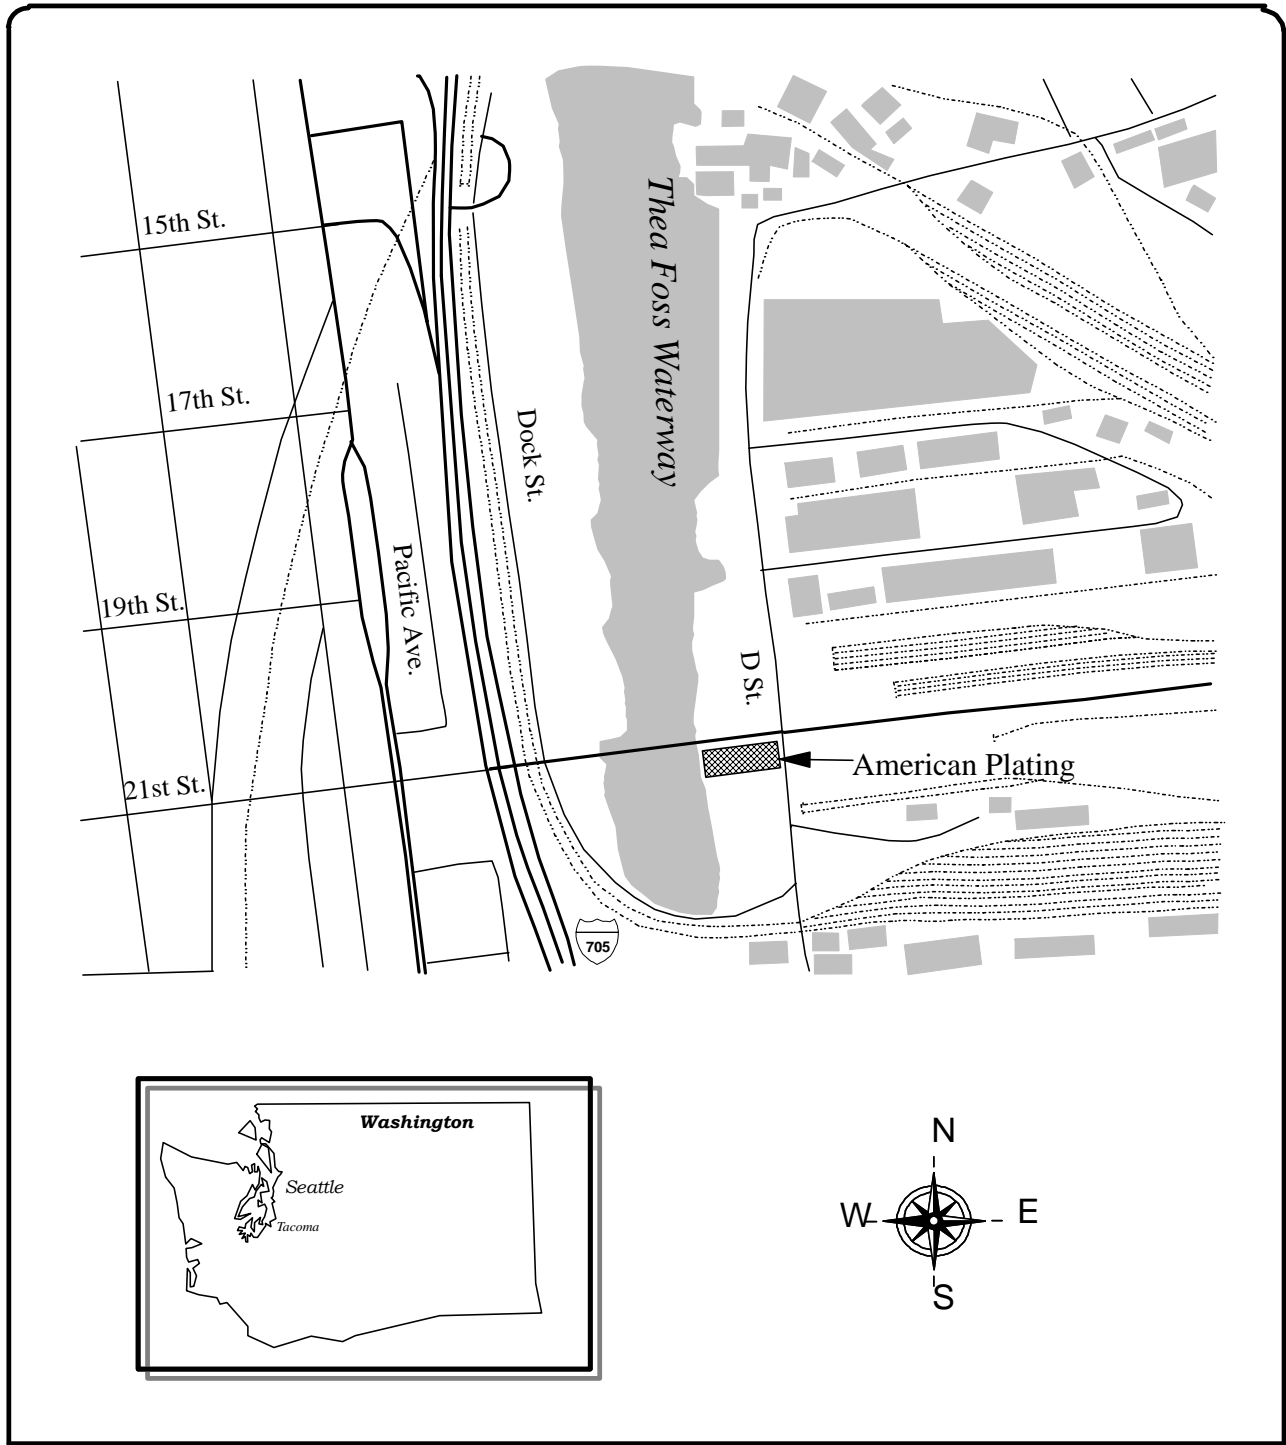 15th St.
Thea Foss Waterway
17th St.
Dock St.
Pacific Ave.
19th St.
D St.
American Plating
21st St.
705
Washington
Seattle
Tacoma
N
W
E
S